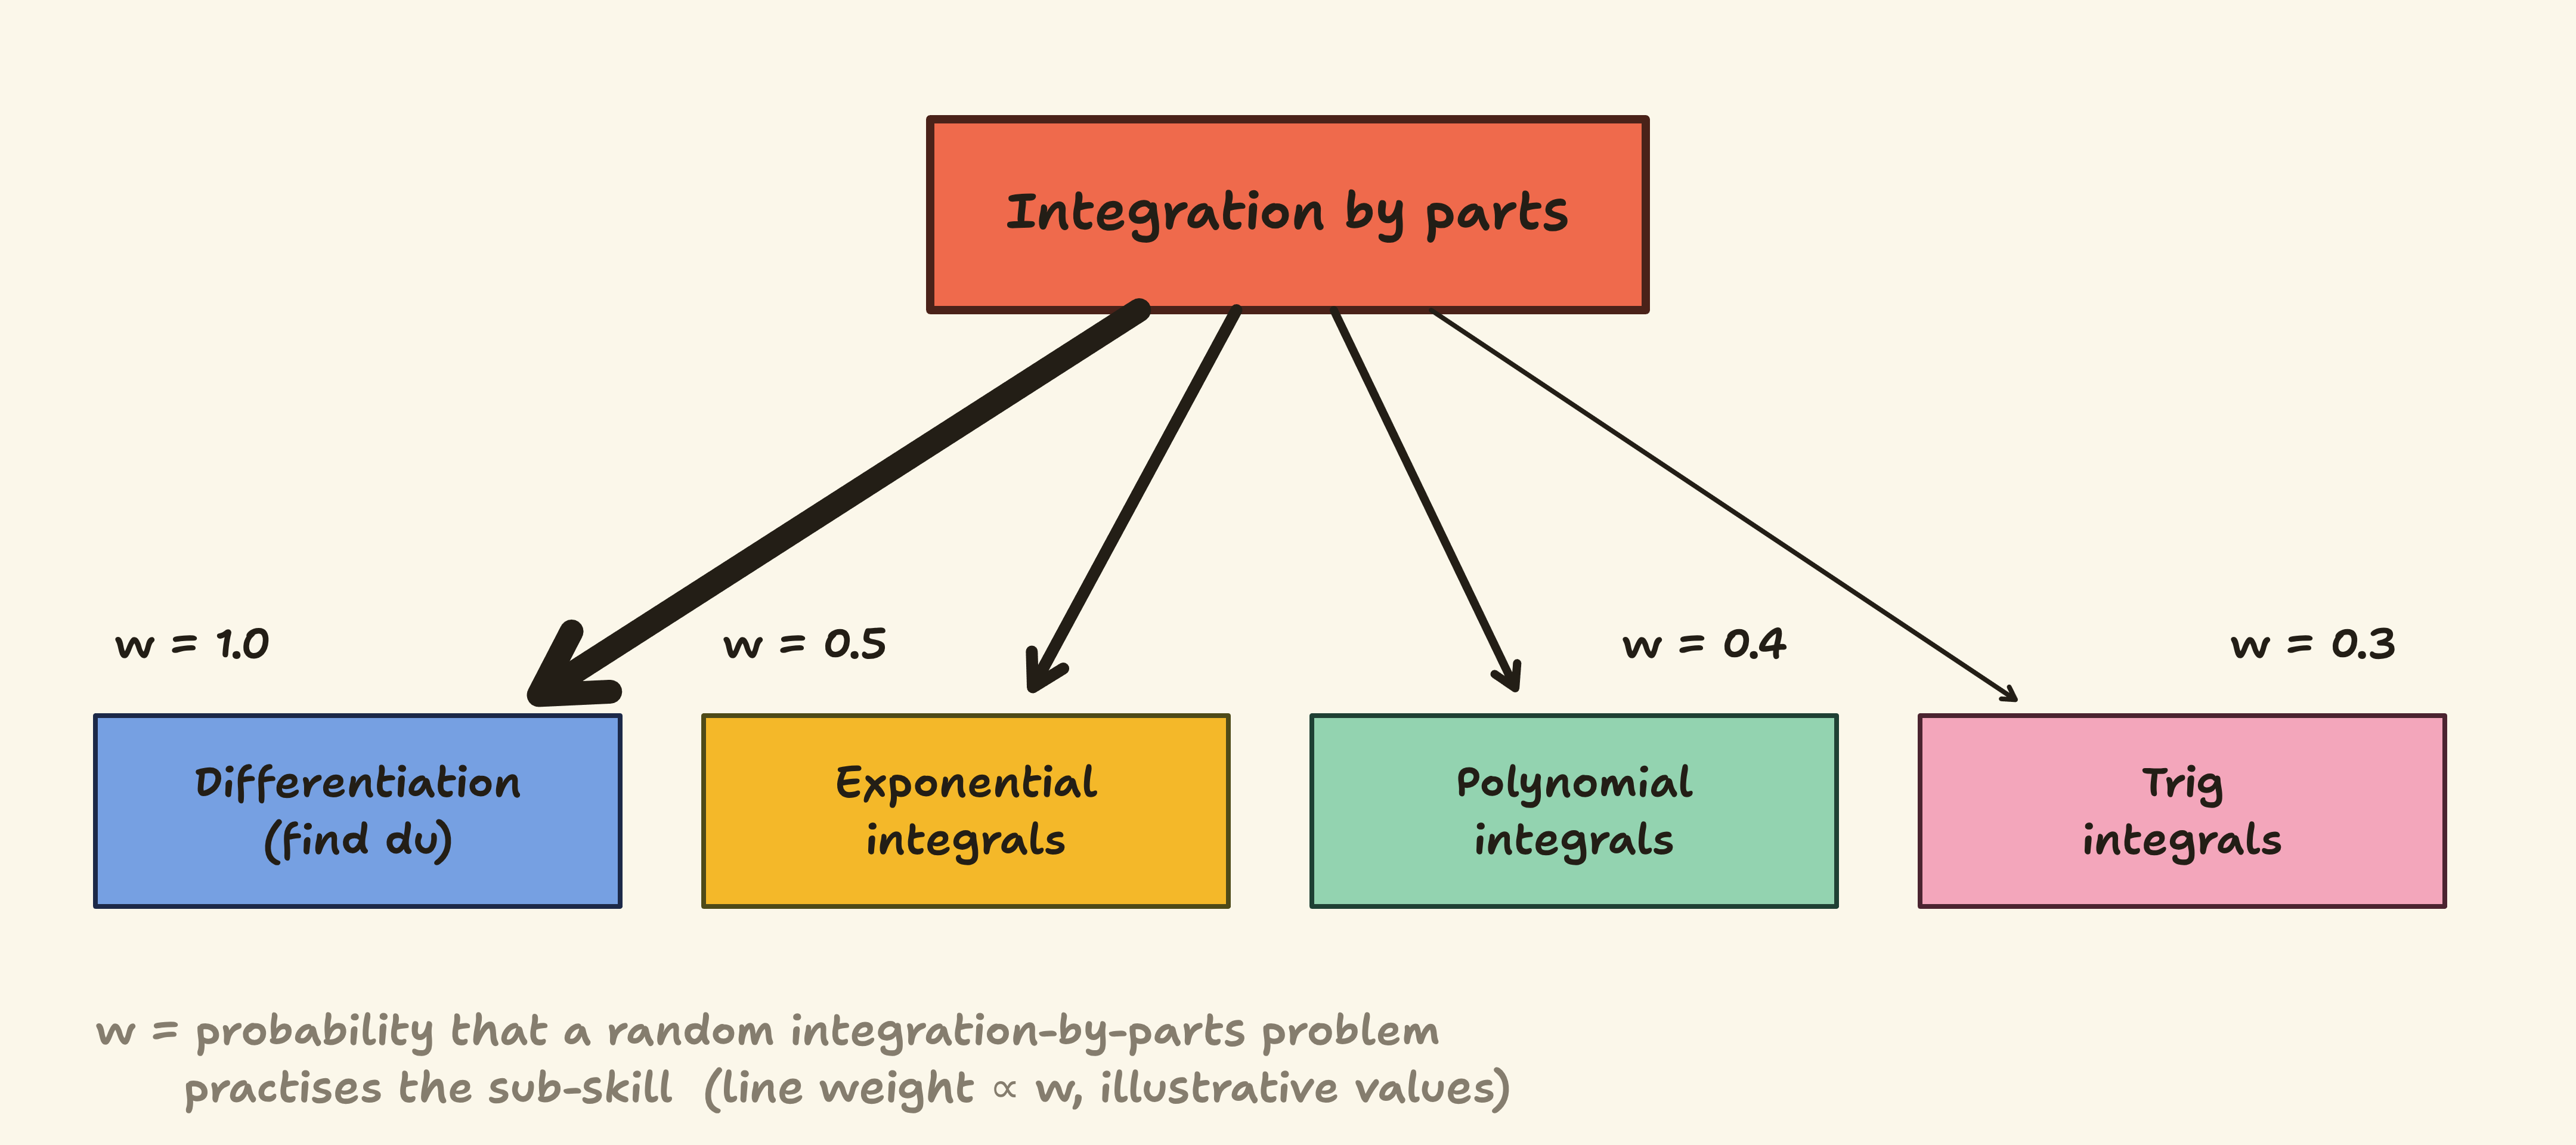 Integration by parts
w = 1.0
w = 0.5
w = 0.4
w = 0.3
Differentiation
(find du)
Exponential
integrals
Polynomial
integrals
Trig
integrals
w = probability that a random integration-by-parts problem
practises the sub-skill (line weight ∝ w, illustrative values)